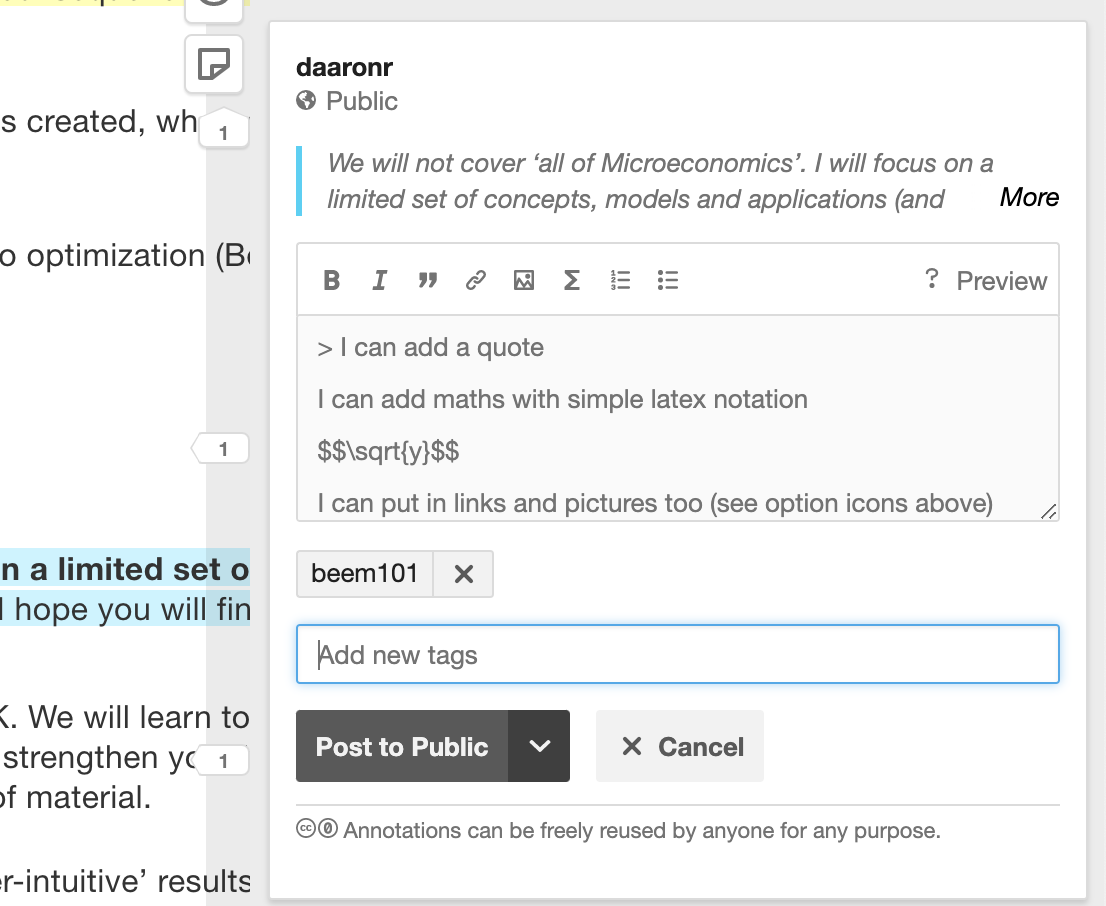 s created, wh
o optimization (B
n a limited set o
hope you will fin
K. We will learn to
strengthen yo
of material.
r-intuitive’ results
1
1
1
daaronr
Public
We will not cover ‘all of Microeconomics’. I will focus on a
limited set of concepts, models and applications (and More
B I ” Σ ? Preview
> I can add a quote
I can add maths with simple latex notation
$$\sqrt{y}$$
I can put in links and pictures too (see option icons above)
beem101 ×
Add new tags
Post to Public × Cancel
Annotations can be freely reused by anyone for any purpose.